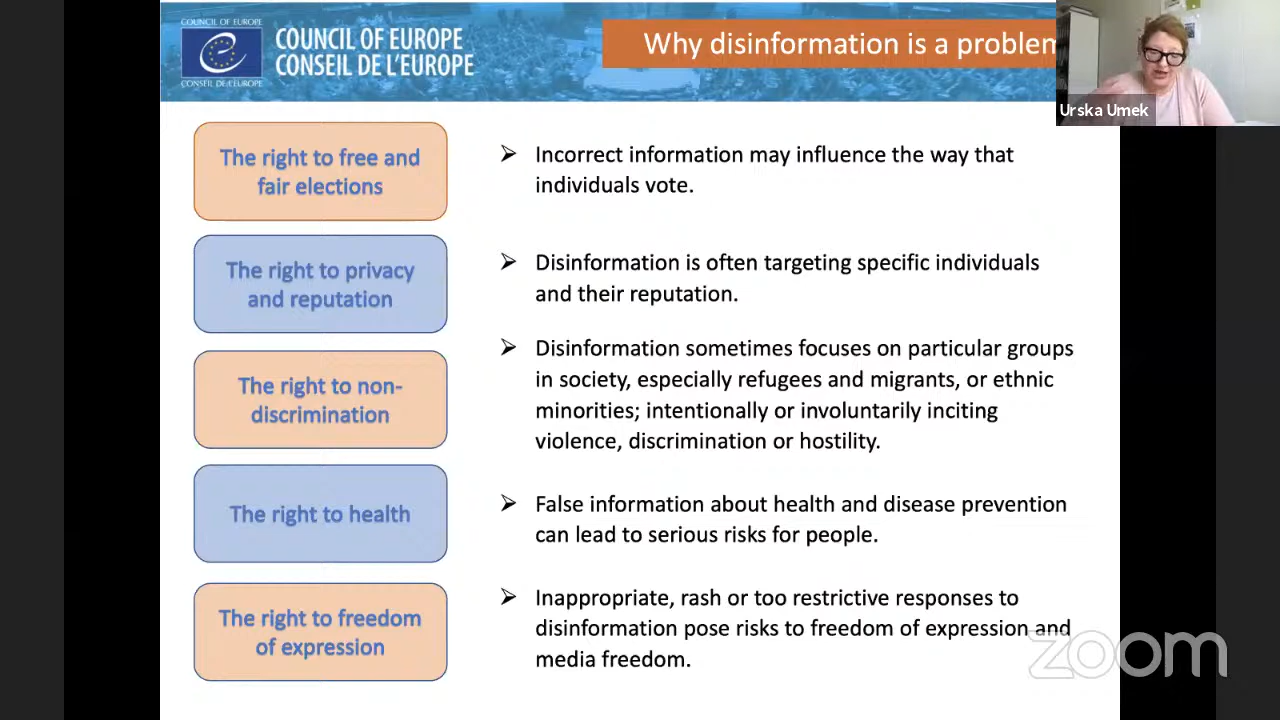 COUNCIL OF EUROPE
CONSEIL DE L'EUROPE
COUNCIL OF EUROPE
CONSEIL DE L'EUROPE
Why disinformation is a problem
Urska Umek
The right to free and
fair elections
➢ Incorrect information may influence the way that
individuals vote.
The right to privacy
and reputation
➢ Disinformation is often targeting specific individuals
and their reputation.
The right to non-
discrimination
➢ Disinformation sometimes focuses on particular groups
in society, especially refugees and migrants, or ethnic
minorities; intentionally or involuntarily inciting
violence, discrimination or hostility.
The right to health
➢ False information about health and disease prevention
can lead to serious risks for people.
The right to freedom
of expression
➢ Inappropriate, rash or too restrictive responses to
disinformation pose risks to freedom of expression and
media freedom.
zoom